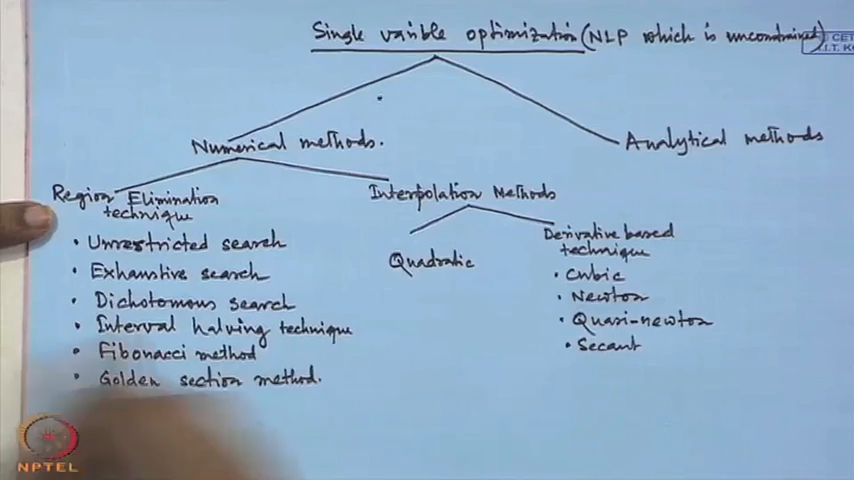 Single varible optimization (NLP which is unconstrained)
© CET
I.I.T. K
Numerical methods.
Analytical methods
Region Elimination
technique
Interpolation Methods
• Unrestricted search
• Exhaustive search
• Dichotomous search
• Interval halving technique
• Fibonacci method
• Golden section method.
Quadratic
Derivative based
technique
• Cubic
• Newton
• Quasi-newton
• Secant
NPTEL